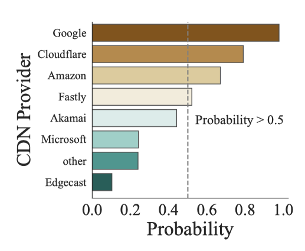 CDN Provider
Google
Cloudflare
Amazon
Fastly
Akamai
Microsoft
other
Edgecast
Probability > 0.5
0.0 0.2 0.4 0.6 0.8 1.0
Probability